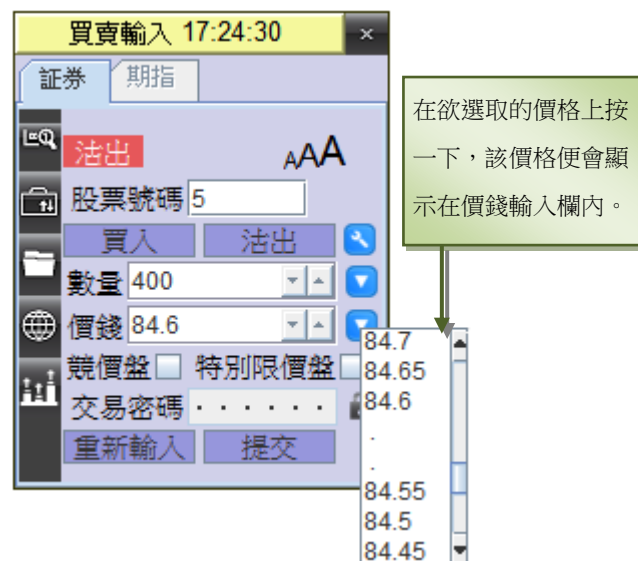 買賣輸入 17:24:30
証券 期指
沽出 AAA
股票號碼 5
買入 沽出
數量 400
價錢 84.6
競價盤 特別限價盤
交易密碼 · · · · · ·
重新輸入 提交
在欲選取的價格上按
一下，該價格便會顯
示在價錢輸入欄內。
84.7
84.65
84.6
.
.
84.55
84.5
84.45